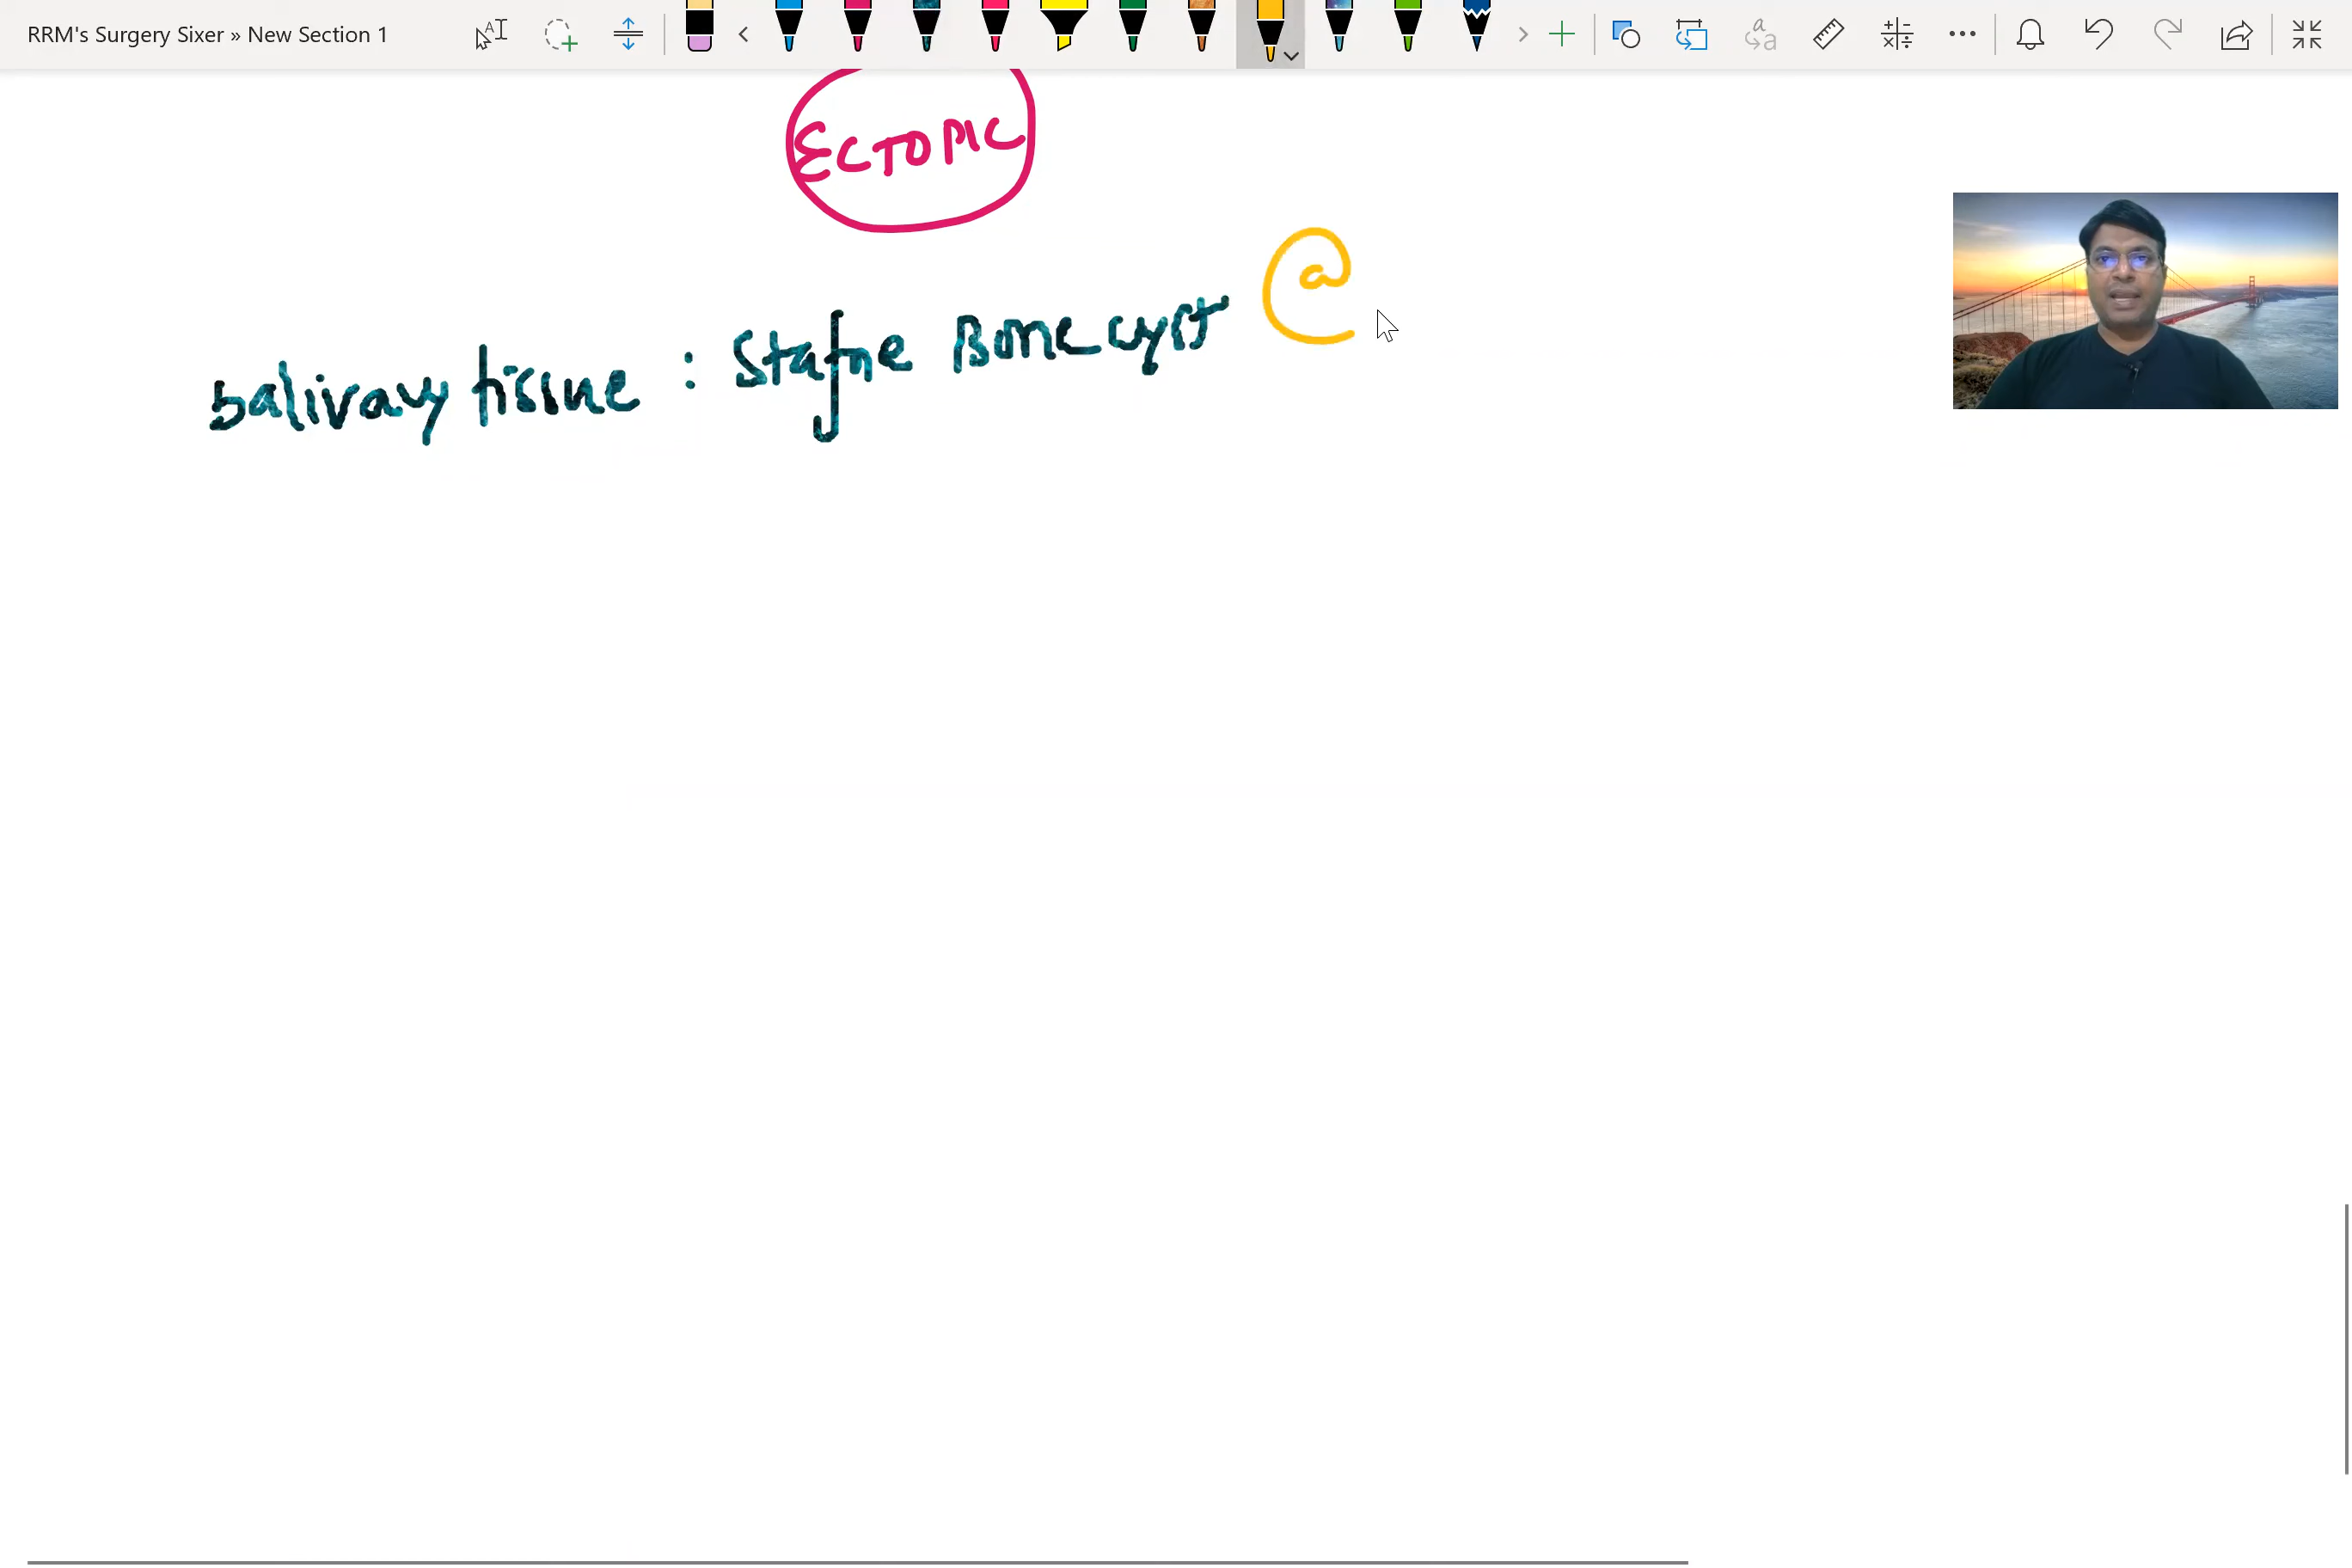 RRM's Surgery Sixer » New Section 1
ECTOPIC
salivary tissue : Stafne Bone cyst @